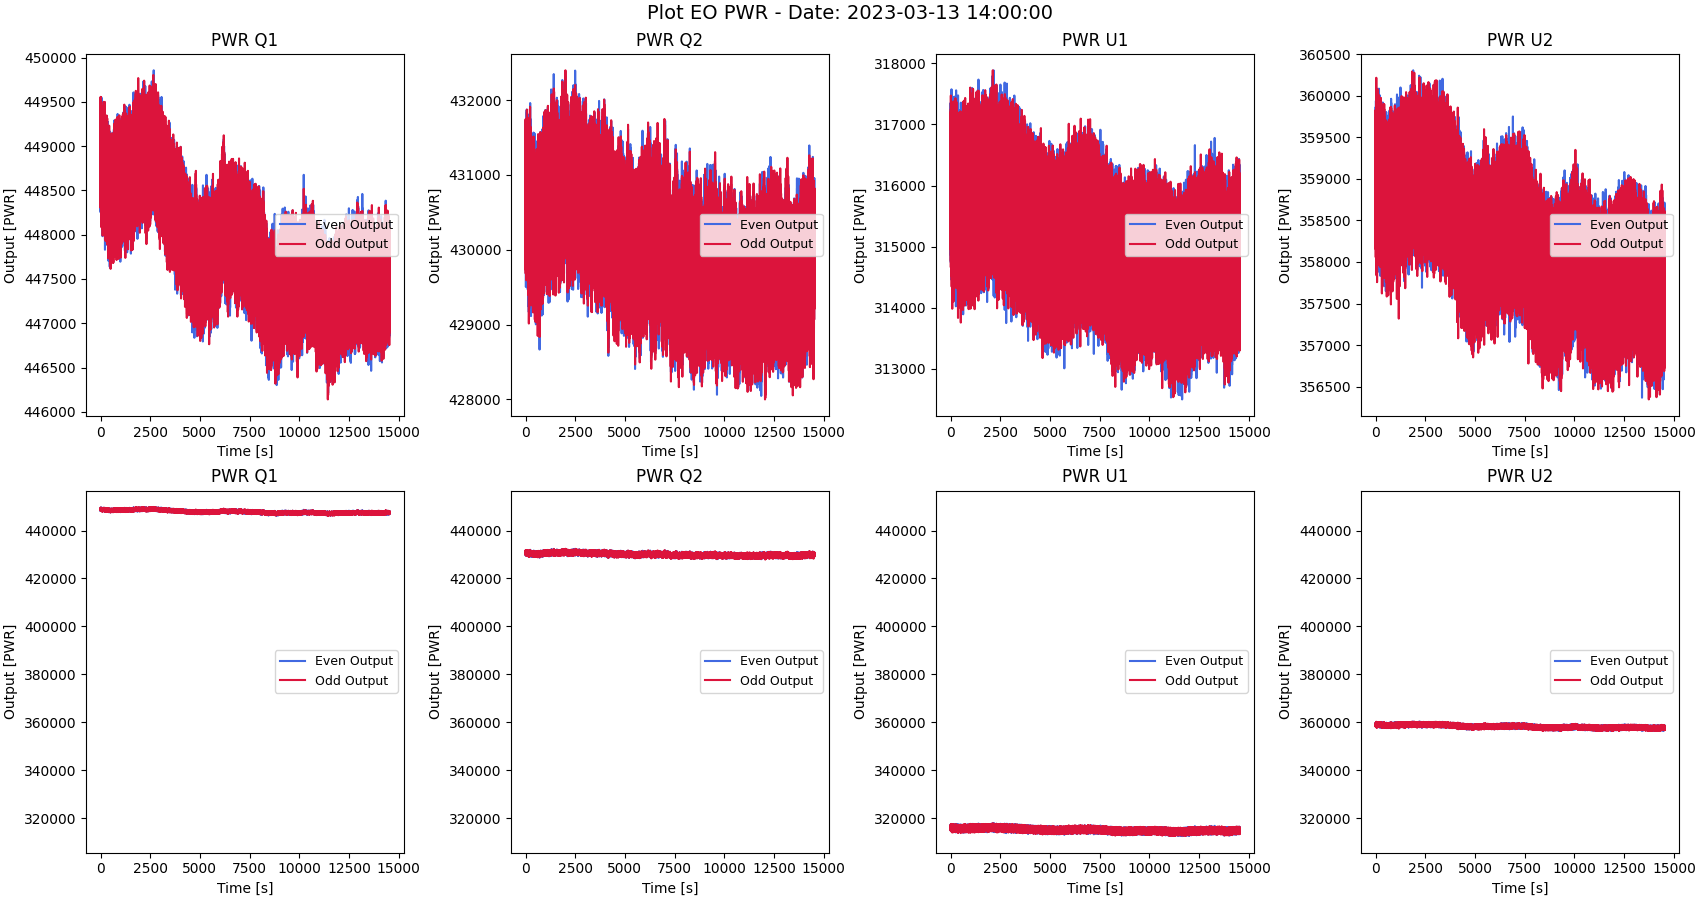 Plot EO PWR - Date: 2023-03-13 14:00:00
PWR Q1
Output [PWR]
450000
449500
449000
448500
448000
447500
447000
446500
446000
Even Output
Odd Output
0 2500 5000 7500 10000 12500 15000
Time [s]
PWR Q2
Output [PWR]
432000
431000
430000
429000
428000
Even Output
Odd Output
0 2500 5000 7500 10000 12500 15000
Time [s]
PWR U1
Output [PWR]
318000
317000
316000
315000
314000
313000
Even Output
Odd Output
0 2500 5000 7500 10000 12500 15000
Time [s]
PWR U2
Output [PWR]
360500
360000
359500
359000
358500
358000
357500
357000
356500
Even Output
Odd Output
0 2500 5000 7500 10000 12500 15000
Time [s]
PWR Q1
Output [PWR]
440000
420000
400000
380000
360000
340000
320000
Even Output
Odd Output
0 2500 5000 7500 10000 12500 15000
Time [s]
PWR Q2
Output [PWR]
440000
420000
400000
380000
360000
340000
320000
Even Output
Odd Output
0 2500 5000 7500 10000 12500 15000
Time [s]
PWR U1
Output [PWR]
440000
420000
400000
380000
360000
340000
320000
Even Output
Odd Output
0 2500 5000 7500 10000 12500 15000
Time [s]
PWR U2
Output [PWR]
440000
420000
400000
380000
360000
340000
320000
Even Output
Odd Output
0 2500 5000 7500 10000 12500 15000
Time [s]